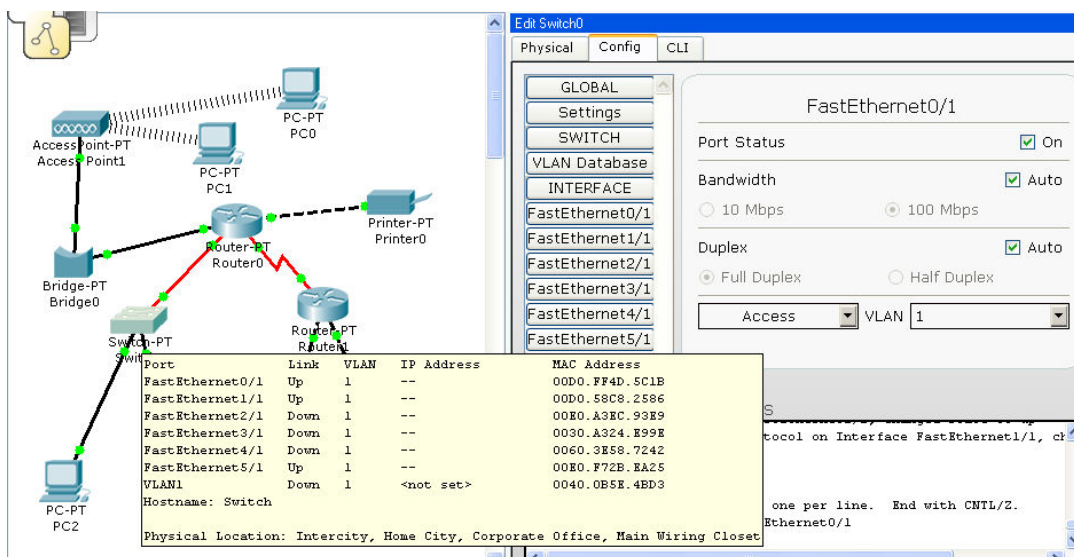 PC-PT
PC0
AccessPoint-PT
Access Point1
PC-PT
PC1
Printer-PT
Printer0
Router-PT
Router0
Bridge-PT
Bridge0
Router-PT
Router1
Switch-PT
PC-PT
PC2
Port Link VLAN IP Address MAC Address
FastEthernet0/1 Up 1 -- 00D0.FF4D.5C1B
FastEthernet1/1 Up 1 -- 00D0.58C8.2586
FastEthernet2/1 Down 1 -- 00E0.A3EC.93E9
FastEthernet3/1 Down 1 -- 0030.A324.E99E
FastEthernet4/1 Down 1 -- 0060.3E58.7242
FastEthernet5/1 Up 1 -- 00E0.F72B.EA25
VLAN1 Down 1 <not set> 0040.0B5E.4BD3
Hostname: Switch
Physical Location: Intercity, Home City, Corporate Office, Main Wiring Closet
Edit Switch0
Physical Config CLI
GLOBAL
Settings
SWITCH
VLAN Database
INTERFACE
FastEthernet0/1
FastEthernet1/1
FastEthernet2/1
FastEthernet3/1
FastEthernet4/1
FastEthernet5/1
FastEthernet0/1
Port Status On
Bandwidth Auto
10 Mbps 100 Mbps
Duplex Auto
Full Duplex Half Duplex
Access VLAN 1
on Interface FastEthernet1/1,
one per line. End with CNTL/Z.
Ethernet0/1